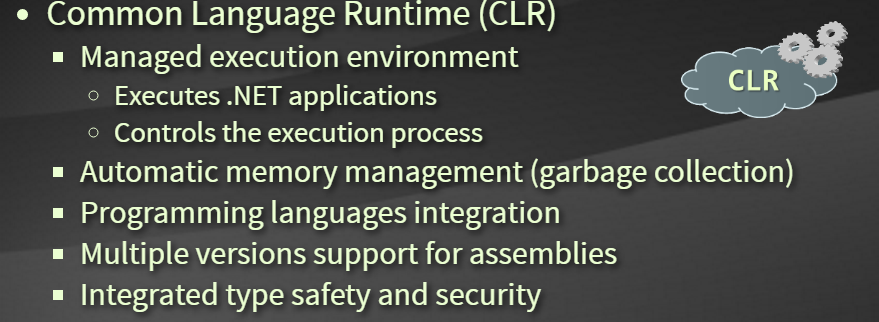 • Common Language Runtime (CLR)
▪ Managed execution environment
CLR
◦ Executes .NET applications
◦ Controls the execution process
▪ Automatic memory management (garbage collection)
▪ Programming languages integration
▪ Multiple versions support for assemblies
▪ Integrated type safety and security